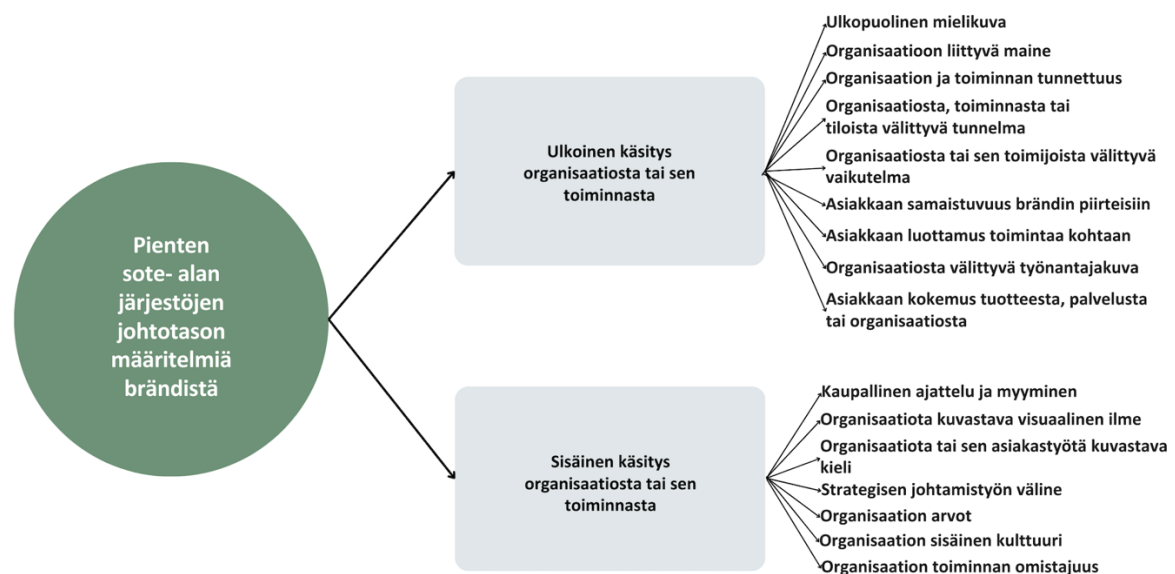 Pienten
sote- alan
järjestöjen
johtotason
määritelmiä
brändistä
Ulkoinen käsitys
organisaatiosta tai sen
toiminnasta
Ulkopuolinen mielikuva
Organisaatioon liittyvä maine
Organisaation ja toiminnan tunnettuus
Organisaatiosta, toiminnasta tai
tiloista välittyvä tunnelma
Organisaatiosta tai sen toimijoista välittyvä
vaikutelma
Asiakkaan samaistuvuus brändin piirteisiin
Asiakkaan luottamus toimintaa kohtaan
Organisaatiosta välittyvä työnantajakuva
Asiakkaan kokemus tuotteesta, palvelusta
tai organisaatiosta
Sisäinen käsitys
organisaatiosta tai sen
toiminnasta
Kaupallinen ajattelu ja myyminen
Organisaatiota kuvastava visuaalinen ilme
Organisaatiota tai sen asiakastyötä kuvastava
kieli
Strategisen johtamistyön väline
Organisaation arvot
Organisaation sisäinen kulttuuri
Organisaation toiminnan omistajuus